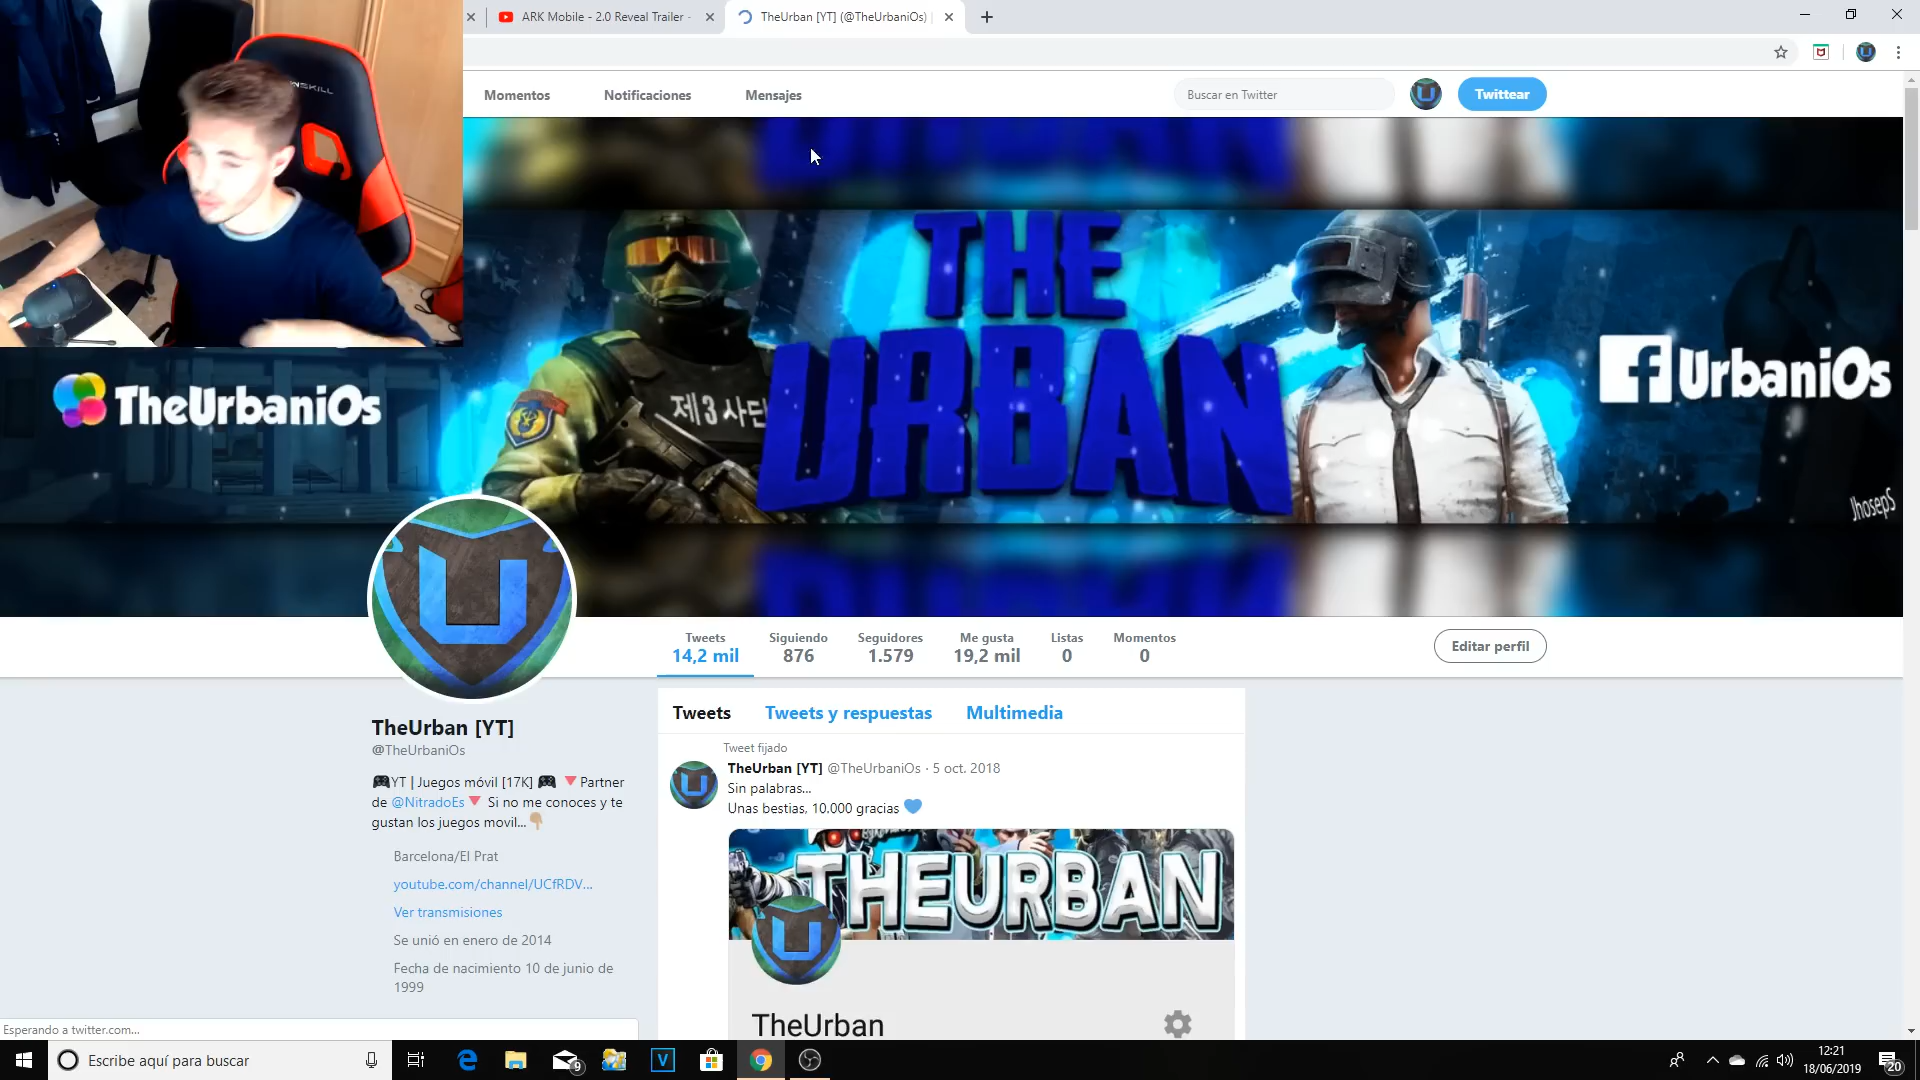 ARK Mobile - 2.0 Reveal Trailer -
TheUrban [YT] (@TheUrbaniOs) |
Momentos
Notificaciones
Mensajes
Buscar en Twitter
Twittear
THE
URBAN
제3사단
TheUrbaniOs
UrbaniOs
JhosepS
U
Tweets
14,2 mil
Siguiendo
876
Seguidores
1.579
Me gusta
19,2 mil
Listas
0
Momentos
0
Editar perfil
TheUrban [YT]
@TheUrbaniOs
🎮YT | Juegos móvil [17K] 🎮 🔻Partner
de @NitradoEs🔻 Si no me conoces y te
gustan los juegos movil...👇🏼
Barcelona/El Prat
youtube.com/channel/UCfRDV...
Ver transmisiones
Se unió en enero de 2014
Fecha de nacimiento 10 de junio de
1999
Tweets
Tweets y respuestas
Multimedia
Tweet fijado
TheUrban [YT] @TheUrbaniOs · 5 oct. 2018
Sin palabras...
Unas bestias, 10.000 gracias 💙
THEURBAN
U
TheUrban
Esperando a twitter.com...
Escribe aquí para buscar
9
V
12:21
18/06/2019
20